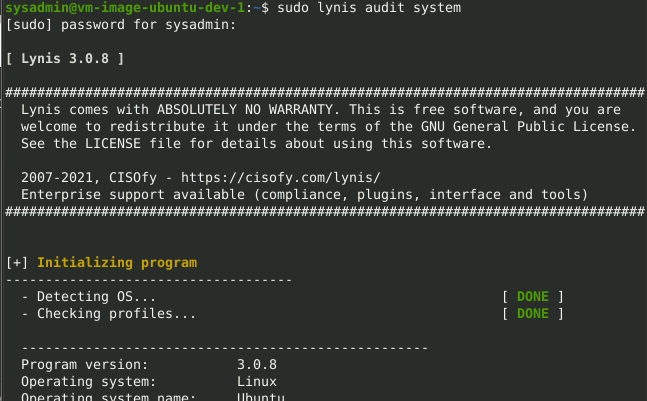 sysadmin@vm-image-ubuntu-dev-1:~$ sudo lynis audit system
[sudo] password for sysadmin:
[ Lynis 3.0.8 ]
################################################################################
Lynis comes with ABSOLUTELY NO WARRANTY. This is free software, and you are
welcome to redistribute it under the terms of the GNU General Public License.
See the LICENSE file for details about using this software.
2007-2021, CISOfy - https://cisofy.com/lynis/
Enterprise support available (compliance, plugins, interface and tools)
################################################################################
[+] Initializing program
------------------------------------
- Detecting OS... [ DONE ]
- Checking profiles... [ DONE ]
---------------------------------------------------
Program version: 3.0.8
Operating system: Linux
Operating system name: Ubuntu